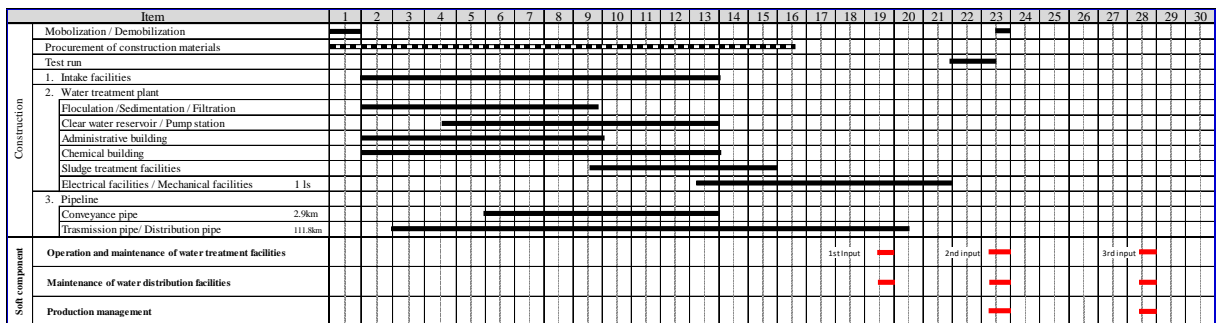 Item 1 2 3 4 5 6 7 8 9 10 11 12 13 14 15 16 17 18 19 20 21 22 23 24 25 26 27 28 29 30
Construction
Mobolization / Demobilization
Procurement of construction materials
Test run
1. Intake facilities
2. Water treatment plant
Floculation /Sedimentation / Filtration
Clear water reservoir / Pump station
Administrative building
Chemical building
Sludge treatment facilities
Electrical facilities / Mechanical facilities 1 ls
3. Pipeline
Conveyance pipe 2.9km
Trasmission pipe/ Distribution pipe 111.8km
Soft component
Operation and maintenance of water treatment facilities 1st Input 2nd input 3rd input
Maintenance of water distribution facilities
Production management